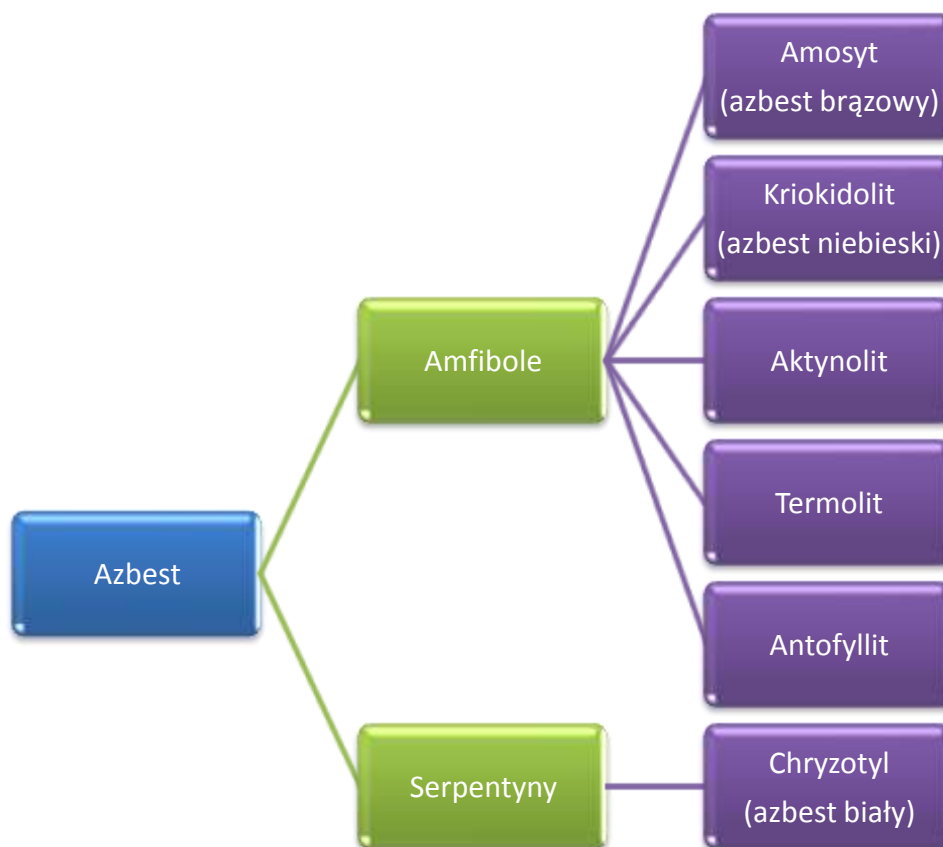 Azbest
Amfibole
Amosyt
(azbest brązowy)
Kriokidolit
(azbest niebieski)
Aktynolit
Termolit
Antofyllit
Serpentyny
Chryzotyl
(azbest biały)